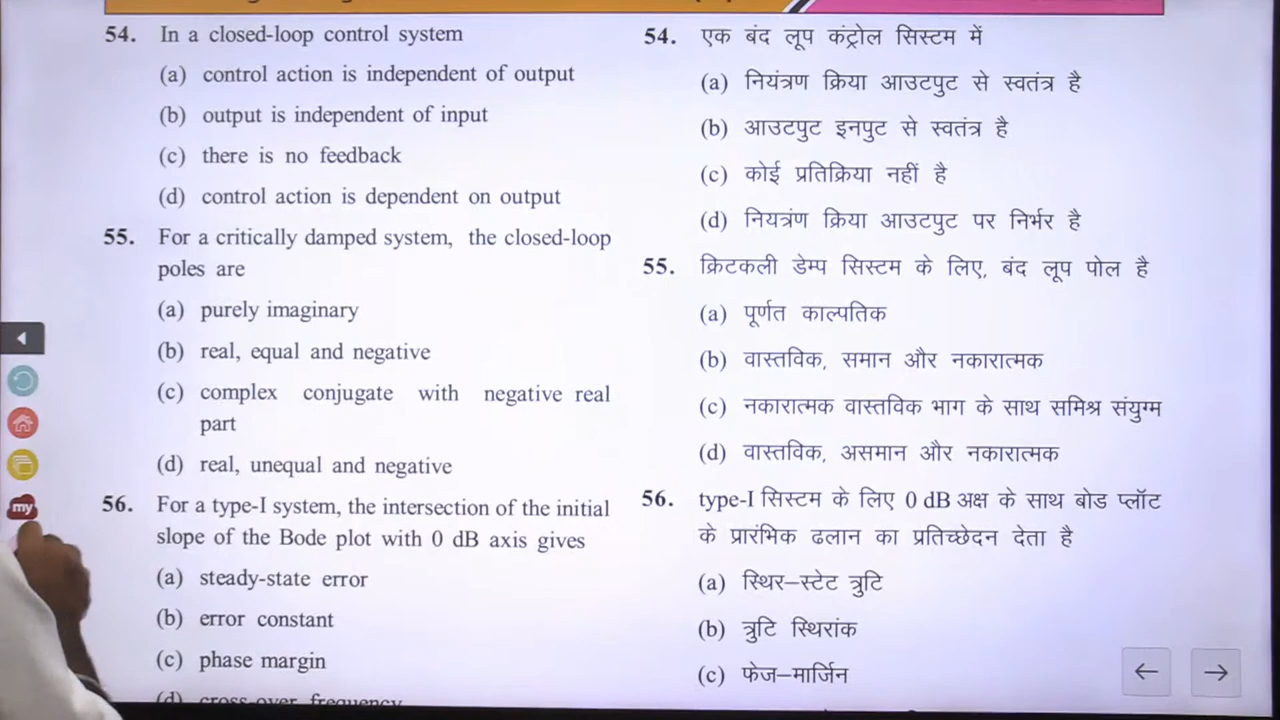 54. In a closed-loop control system
(a) control action is independent of output
(b) output is independent of input
(c) there is no feedback
(d) control action is dependent on output
55. For a critically damped system, the closed-loop
poles are
(a) purely imaginary
(b) real, equal and negative
(c) complex conjugate with negative real
part
(d) real, unequal and negative
56. For a type-I system, the intersection of the initial
slope of the Bode plot with 0 dB axis gives
(a) steady-state error
(b) error constant
(c) phase margin
(d) cross-over frequency
54. एक बंद लूप कंट्रोल सिस्टम में
(a) नियंत्रण क्रिया आउटपुट से स्वतंत्र है
(b) आउटपुट इनपुट से स्वतंत्र है
(c) कोई प्रतिक्रिया नहीं है
(d) नियत्रंण क्रिया आउटपुट पर निर्भर है
55. क्रिटकली डेम्प सिस्टम के लिए, बंद लूप पोल है
(a) पूर्णत काल्पतिक
(b) वास्तविक, समान और नकारात्मक
(c) नकारात्मक वास्तविक भाग के साथ समिश्र संयुग्म
(d) वास्तविक, असमान और नकारात्मक
56. type-I सिस्टम के लिए 0 dB अक्ष के साथ बोड प्लॉट
के प्रारंभिक ढलान का प्रतिच्छेदन देता है
(a) स्थिर–स्टेट त्रुटि
(b) त्रुटि स्थिरांक
(c) फेज–मार्जिन
my